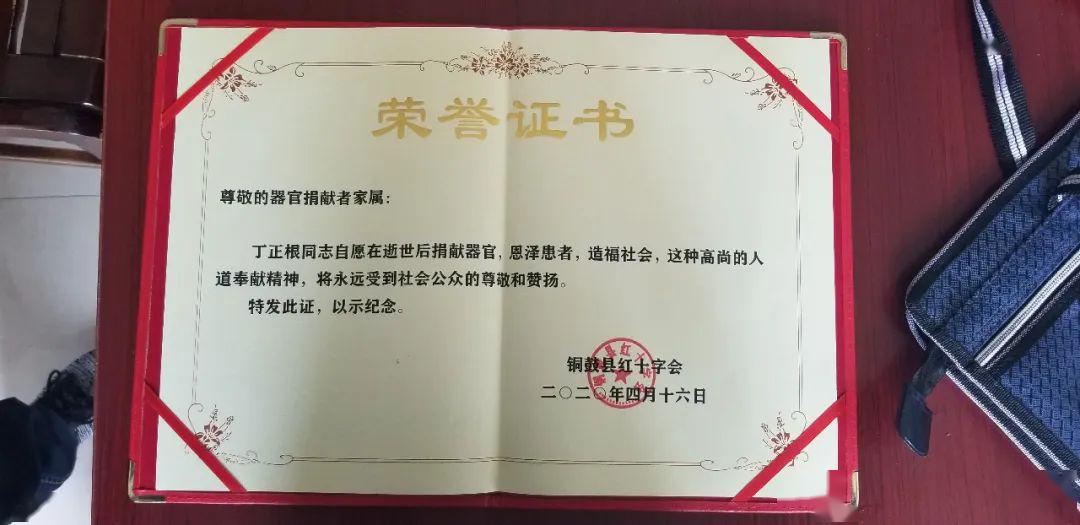 荣誉证书
尊敬的器官捐献者家属：
丁正根同志自愿在逝世后捐献器官，恩泽患者，造福社会，这种高尚的人
道奉献精神，将永远受到社会公众的尊敬和赞扬。
特发此证，以示纪念。
铜鼓县红十字会
二〇二〇年四月十六日